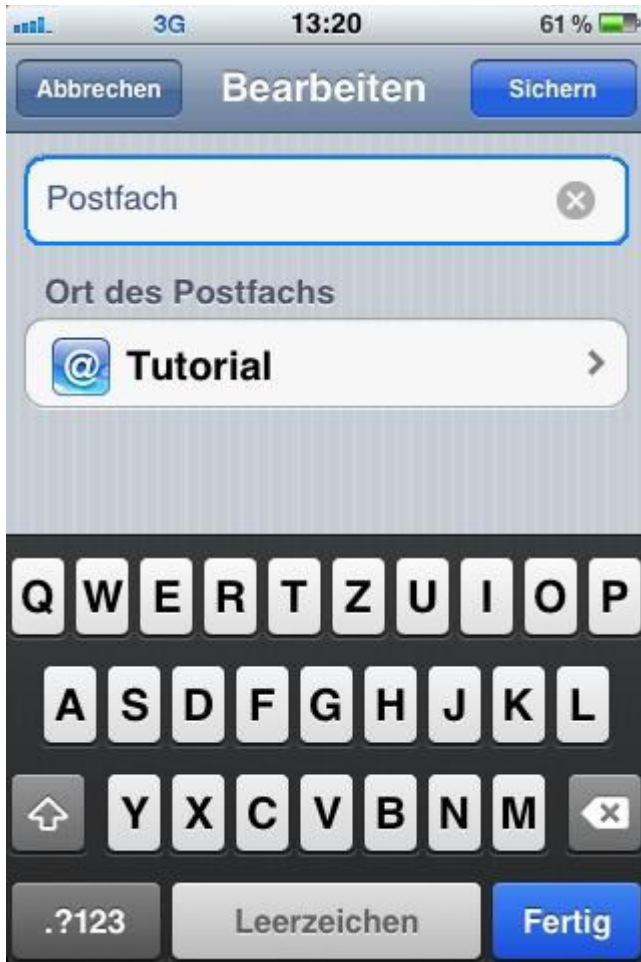 3G 13:20 61 %
Abbrechen Bearbeiten Sichern
Postfach
Ort des Postfachs
@ Tutorial
Q W E R T Z U I O P
A S D F G H J K L
Y X C V B N M
.?123 Leerzeichen Fertig